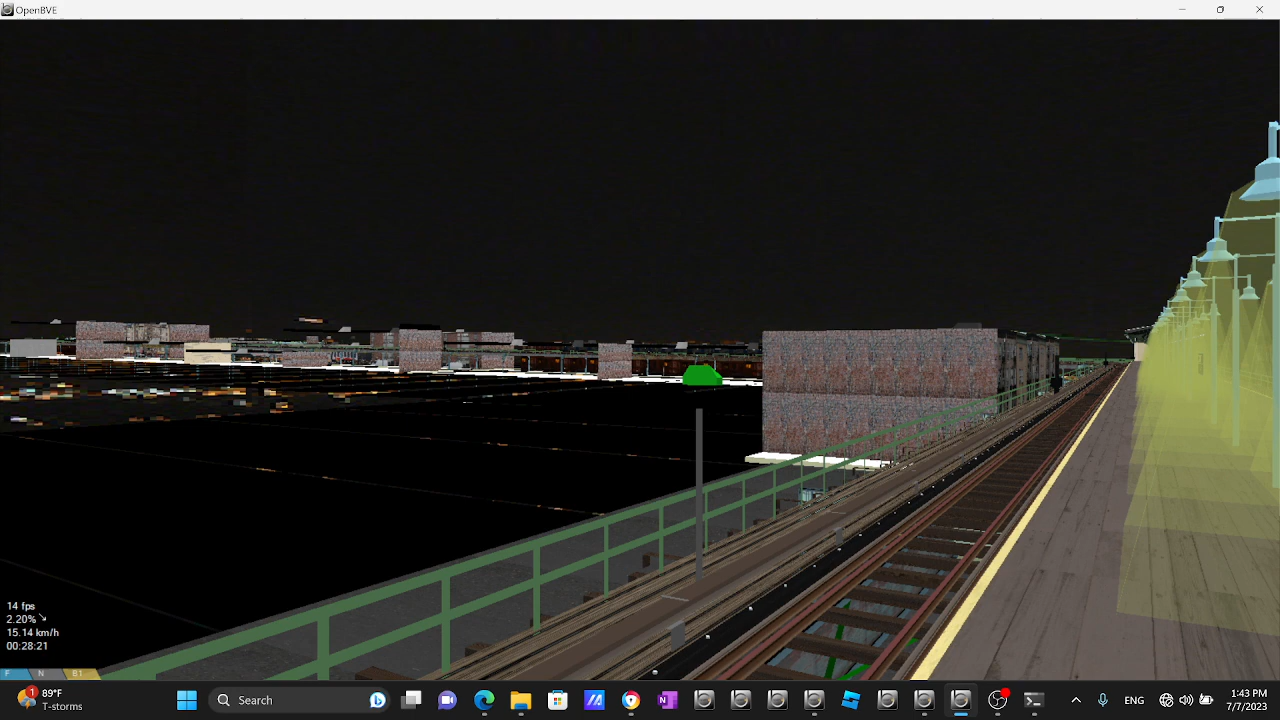 OpenBVE
14 fps
2.20%
15.14 km/h
00:28:21
F N B1
1
89°F
T-storms
Search
ENG
1:43 PM
7/7/2023